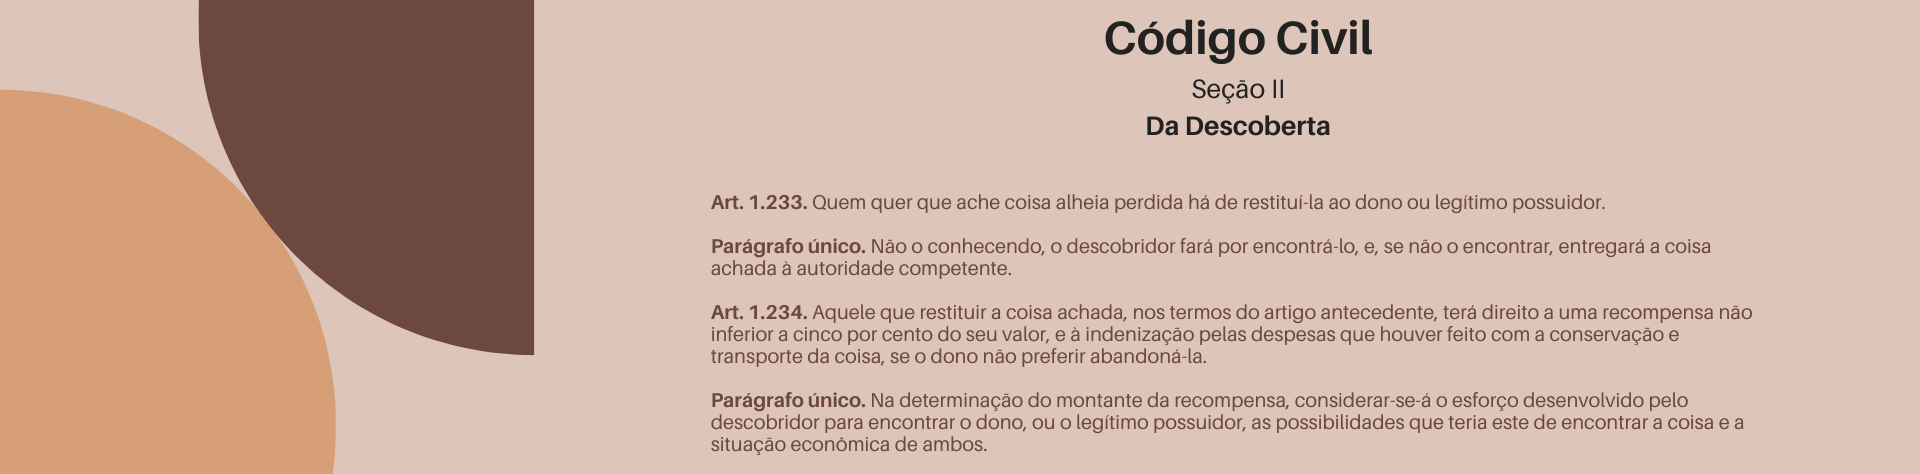 Código Civil
Seção II
Da Descoberta
Art. 1.233. Quem quer que ache coisa alheia perdida há de restituí-la ao dono ou legítimo possuidor.
Parágrafo único. Não o conhecendo, o descobridor fará por encontrá-lo, e, se não o encontrar, entregará a coisa
achada à autoridade competente.
Art. 1.234. Aquele que restituir a coisa achada, nos termos do artigo antecedente, terá direito a uma recompensa não
inferior a cinco por cento do seu valor, e à indenização pelas despesas que houver feito com a conservação e
transporte da coisa, se o dono não preferir abandoná-la.
Parágrafo único. Na determinação do montante da recompensa, considerar-se-á o esforço desenvolvido pelo
descobridor para encontrar o dono, ou o legítimo possuidor, as possibilidades que teria este de encontrar a coisa e a
situação econômica de ambos.